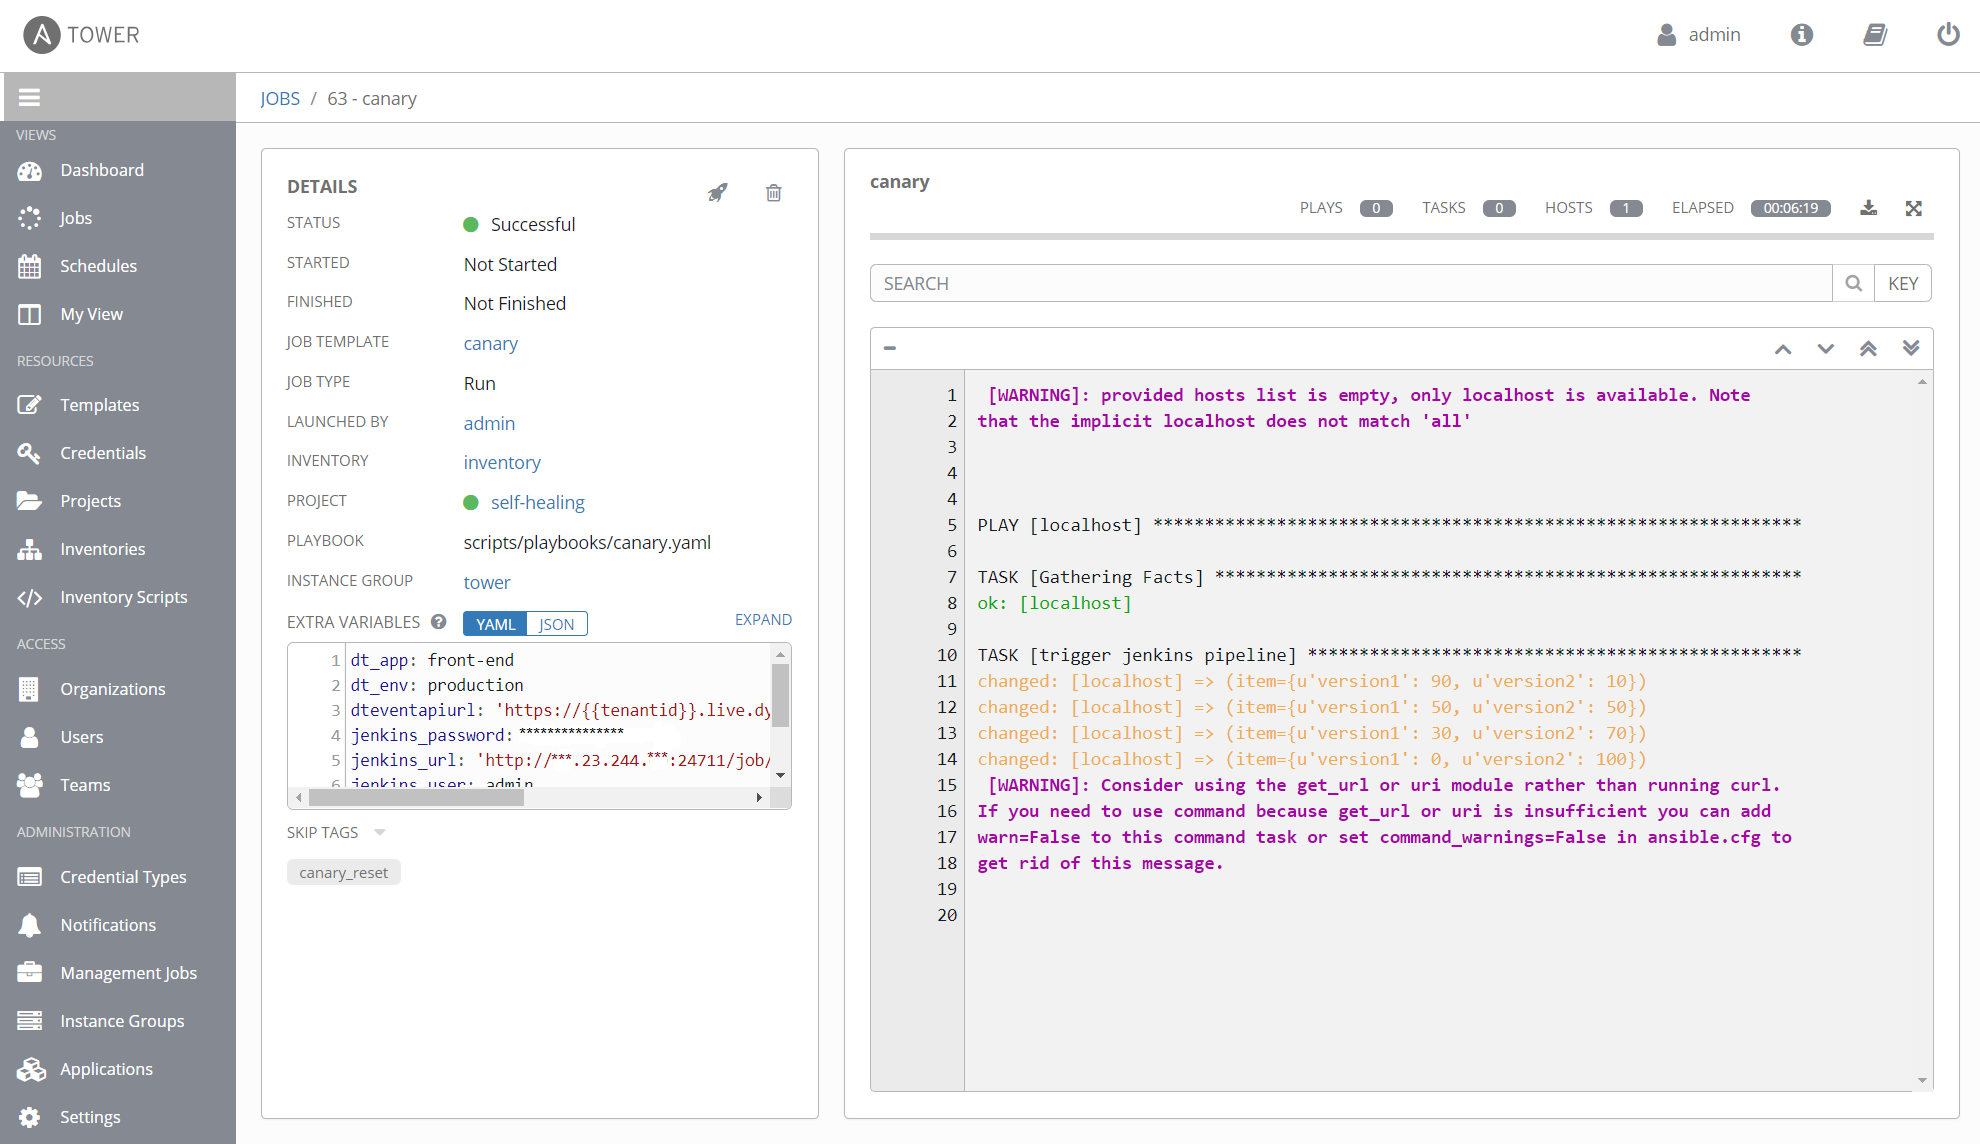 TOWER
admin
JOBS / 63 - canary
VIEWS
Dashboard
Jobs
Schedules
My View
RESOURCES
Templates
Credentials
Projects
Inventories
Inventory Scripts
ACCESS
Organizations
Users
Teams
ADMINISTRATION
Credential Types
Notifications
Management Jobs
Instance Groups
Applications
Settings
DETAILS
STATUS Successful
STARTED Not Started
FINISHED Not Finished
JOB TEMPLATE canary
JOB TYPE Run
LAUNCHED BY admin
INVENTORY inventory
PROJECT self-healing
PLAYBOOK scripts/playbooks/canary.yaml
INSTANCE GROUP tower
EXTRA VARIABLES ? YAML JSON EXPAND
1 dt_app: front-end
2 dt_env: production
3 dteventapiurl: 'https://{{tenantid}}.live.dy
4 jenkins_password: ***************
5 jenkins_url: 'http://***.23.244.***:24711/job/
6 jenkins_user: admin
SKIP TAGS
canary_reset
canary
PLAYS 0 TASKS 0 HOSTS 1 ELAPSED 00:06:19
SEARCH KEY
1 [WARNING]: provided hosts list is empty, only localhost is available. Note
2 that the implicit localhost does not match 'all'
3
4
4
5 PLAY [localhost] ***************************************************************
6
7 TASK [Gathering Facts] *********************************************************
8 ok: [localhost]
9
10 TASK [trigger jenkins pipeline] ************************************************
11 changed: [localhost] => (item={u'version1': 90, u'version2': 10})
12 changed: [localhost] => (item={u'version1': 50, u'version2': 50})
13 changed: [localhost] => (item={u'version1': 30, u'version2': 70})
14 changed: [localhost] => (item={u'version1': 0, u'version2': 100})
15 [WARNING]: Consider using the get_url or uri module rather than running curl.
16 If you need to use command because get_url or uri is insufficient you can add
17 warn=False to this command task or set command_warnings=False in ansible.cfg to
18 get rid of this message.
19
20